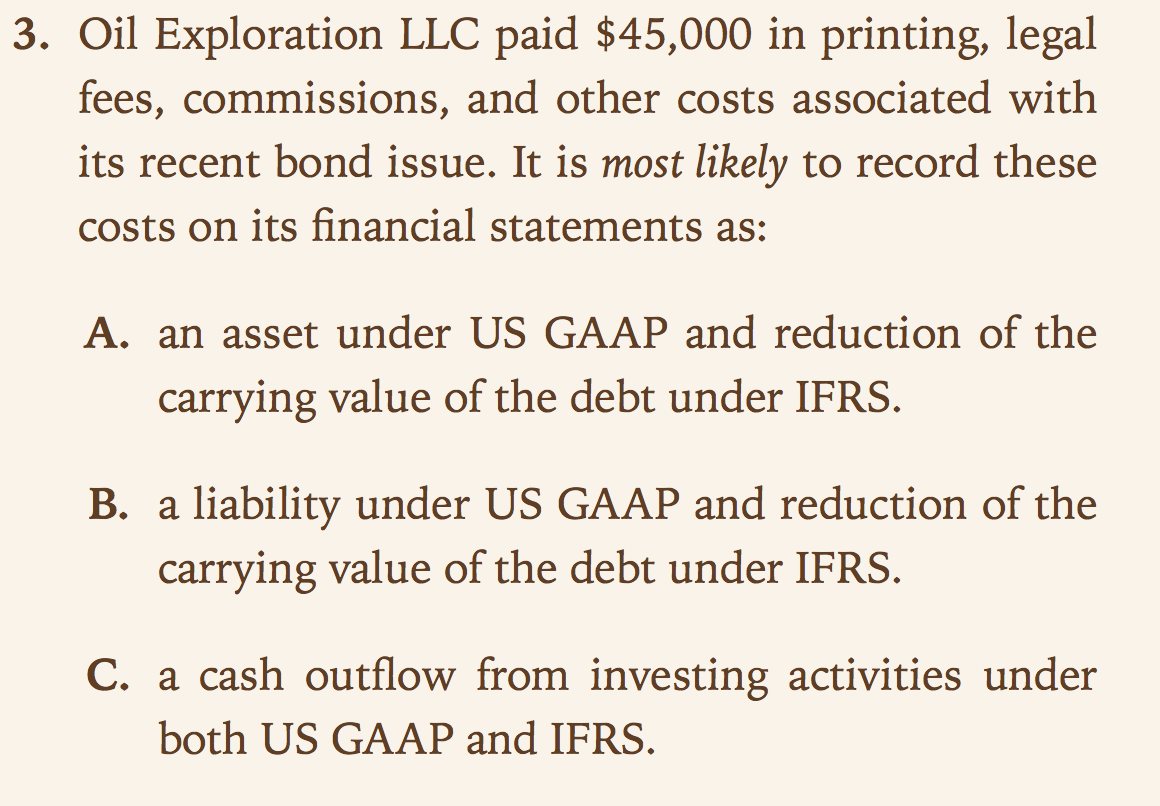 3. Oil Exploration LLC paid $45,000 in printing, legal
fees, commissions, and other costs associated with
its recent bond issue. It is most likely to record these
costs on its financial statements as:
A. an asset under US GAAP and reduction of the
carrying value of the debt under IFRS.
B. a liability under US GAAP and reduction of the
carrying value of the debt under IFRS.
C. a cash outflow from investing activities under
both US GAAP and IFRS.